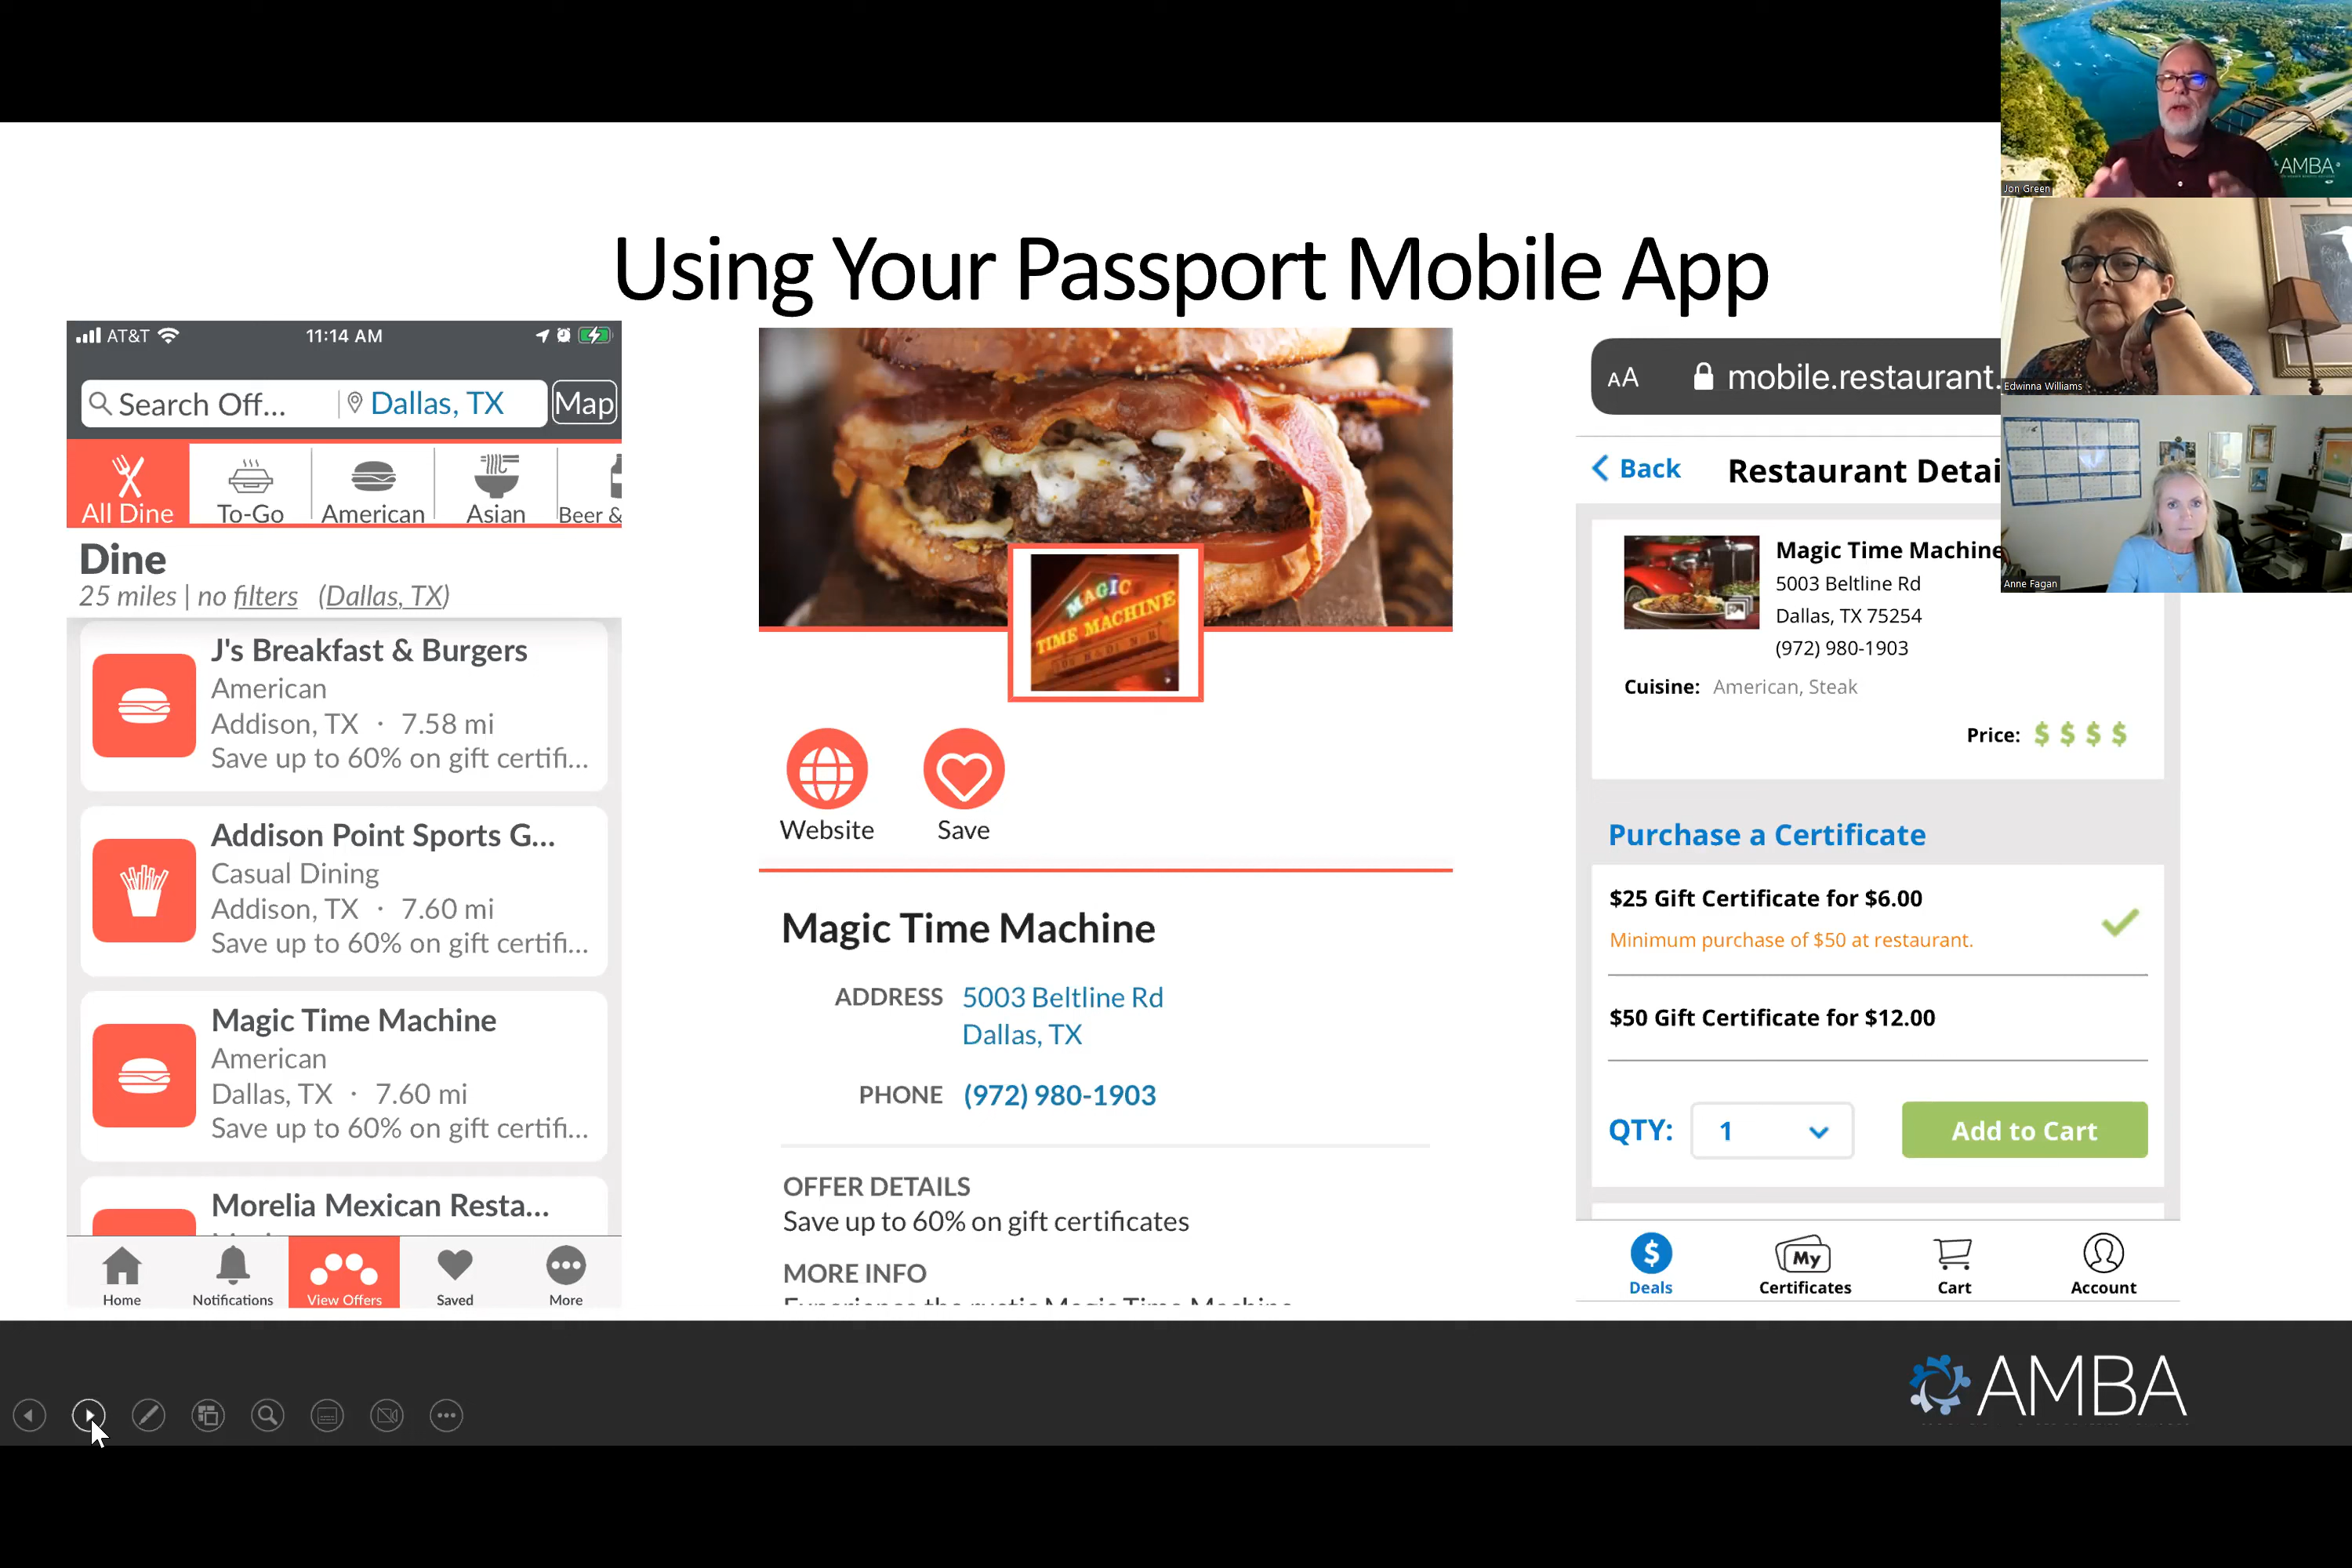 Using Your Passport Mobile App
AT&T
11:14 AM
Search Off...
Dallas, TX
Map
All Dine
To-Go
American
Asian
Beer &
Dine
25 miles | no filters (Dallas, TX)
J's Breakfast & Burgers
American
Addison, TX · 7.58 mi
Save up to 60% on gift certifi...
Addison Point Sports G...
Casual Dining
Addison, TX · 7.60 mi
Save up to 60% on gift certifi...
Magic Time Machine
American
Dallas, TX · 7.60 mi
Save up to 60% on gift certifi...
Morelia Mexican Resta...
Home
Notifications
View Offers
Saved
More
MAGIC
TIME MACHINE
Website
Save
Magic Time Machine
ADDRESS 5003 Beltline Rd
Dallas, TX
PHONE (972) 980-1903
OFFER DETAILS
Save up to 60% on gift certificates
MORE INFO
Experience the rustic Magic Time Machine
AA
mobile.restaurant.
Back
Restaurant Detai
Magic Time Machine
5003 Beltline Rd
Dallas, TX 75254
(972) 980-1903
Cuisine: American, Steak
Price: $ $ $ $
Purchase a Certificate
$25 Gift Certificate for $6.00
Minimum purchase of $50 at restaurant.
$50 Gift Certificate for $12.00
QTY: 1
Add to Cart
$
Deals
My
Certificates
Cart
Account
AMBA
Jon Green
Edwinna Williams
Anne Fagan
AMBA